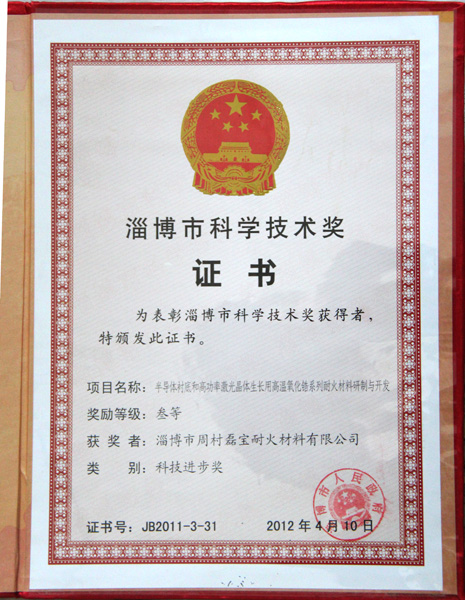 淄博市科学技术奖
证书
为表彰淄博市科学技术奖获得者，
特颁发此证书。
项目名称：半导体衬底和高功率激光晶体生长用高温氧化锆系列耐火材料研制与开发
奖励等级：叁等
获奖者：淄博市周村磊宝耐火材料有限公司
类别：科技进步奖
淄博市人民政府
证书号：JB2011-3-31 2012年4月10日